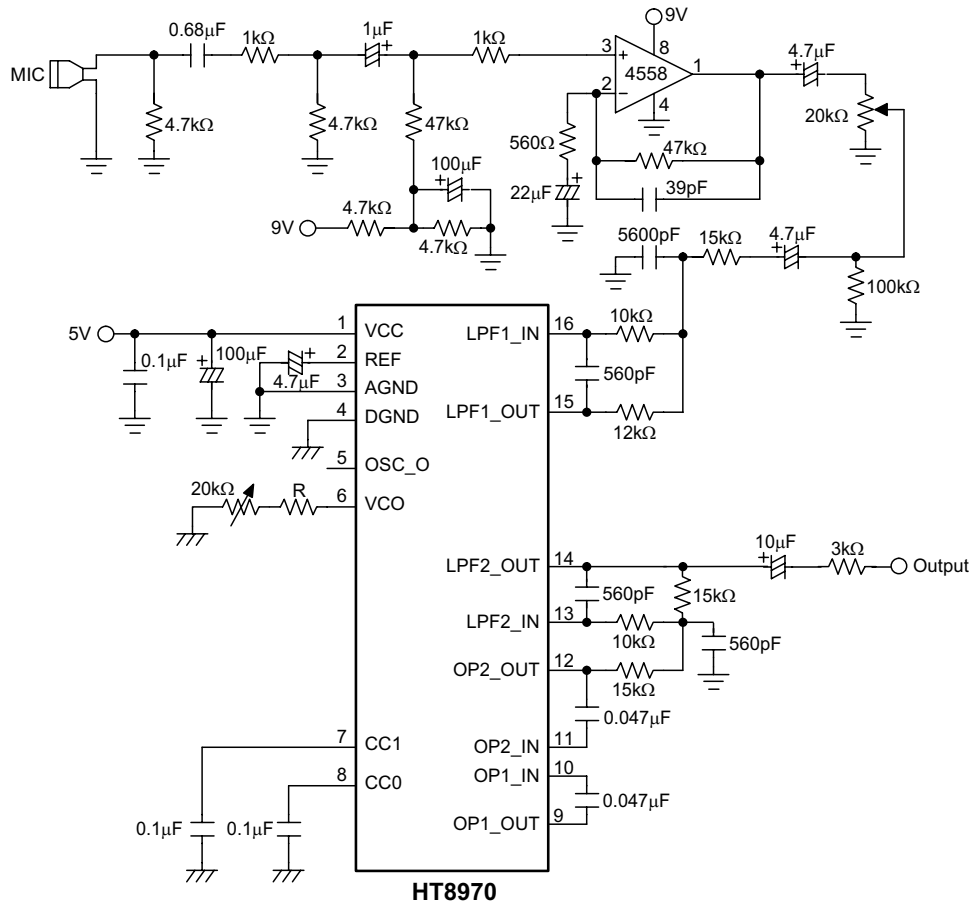 9V
0.68μF
1kΩ
1μF
+
1kΩ
3
+
8
4558
1
4.7μF
+
MIC
2
−
4
20kΩ
4.7kΩ
4.7kΩ
47kΩ
560Ω
47kΩ
100μF
+
22μF
+
39pF
9V
4.7kΩ
4.7kΩ
5600pF
15kΩ
4.7μF
+
100kΩ
5V
1
VCC
LPF1_IN
16
10kΩ
0.1μF
100μF
+
2
REF
+
4.7μF
560pF
3
AGND
4
DGND
LPF1_OUT
15
12kΩ
5
OSC_O
20kΩ
R
6
VCO
LPF2_OUT
14
10μF
+
3kΩ
Output
560pF
15kΩ
LPF2_IN
13
10kΩ
560pF
OP2_OUT
12
15kΩ
0.047μF
7
CC1
OP2_IN
11
8
CC0
OP1_IN
10
0.047μF
0.1μF
0.1μF
OP1_OUT
9
HT8970